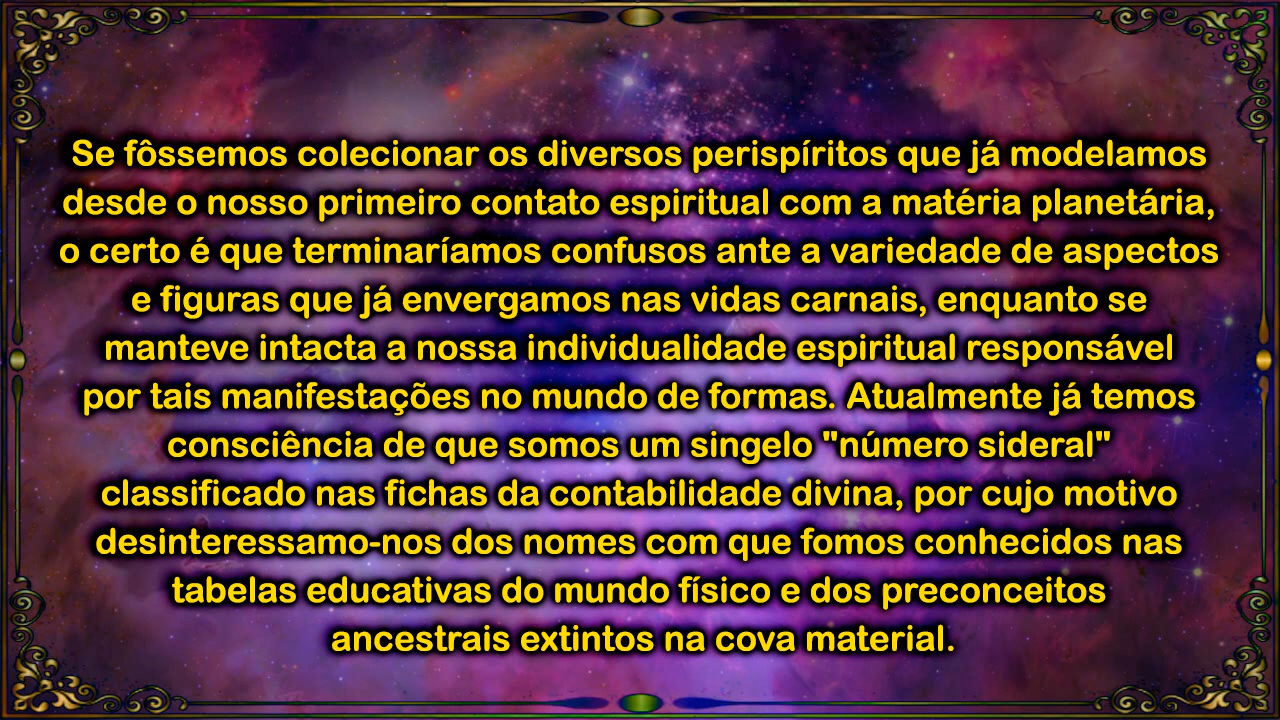 Se fôssemos colecionar os diversos perispíritos que já modelamos
desde o nosso primeiro contato espiritual com a matéria planetária,
o certo é que terminaríamos confusos ante a variedade de aspectos
e figuras que já envergamos nas vidas carnais, enquanto se
manteve intacta a nossa individualidade espiritual responsável
por tais manifestações no mundo de formas. Atualmente já temos
consciência de que somos um singelo "número sideral"
classificado nas fichas da contabilidade divina, por cujo motivo
desinteressamo-nos dos nomes com que fomos conhecidos nas
tabelas educativas do mundo físico e dos preconceitos
ancestrais extintos na cova material.